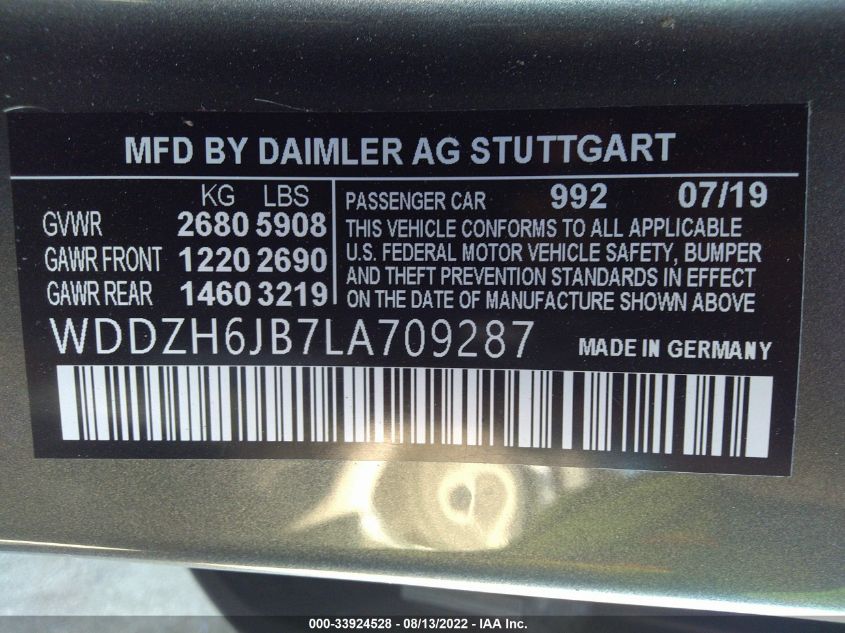 MFD BY DAIMLER AG STUTTGART
KG LBS
GVWR 2680 5908
GAWR FRONT 1220 2690
GAWR REAR 1460 3219
PASSENGER CAR 992 07/19
THIS VEHICLE CONFORMS TO ALL APPLICABLE
U.S. FEDERAL MOTOR VEHICLE SAFETY, BUMPER
AND THEFT PREVENTION STANDARDS IN EFFECT
ON THE DATE OF MANUFACTURE SHOWN ABOVE
WDDZH6JB7LA709287 MADE IN GERMANY
000-33924528 - 08/13/2022 - IAA Inc.